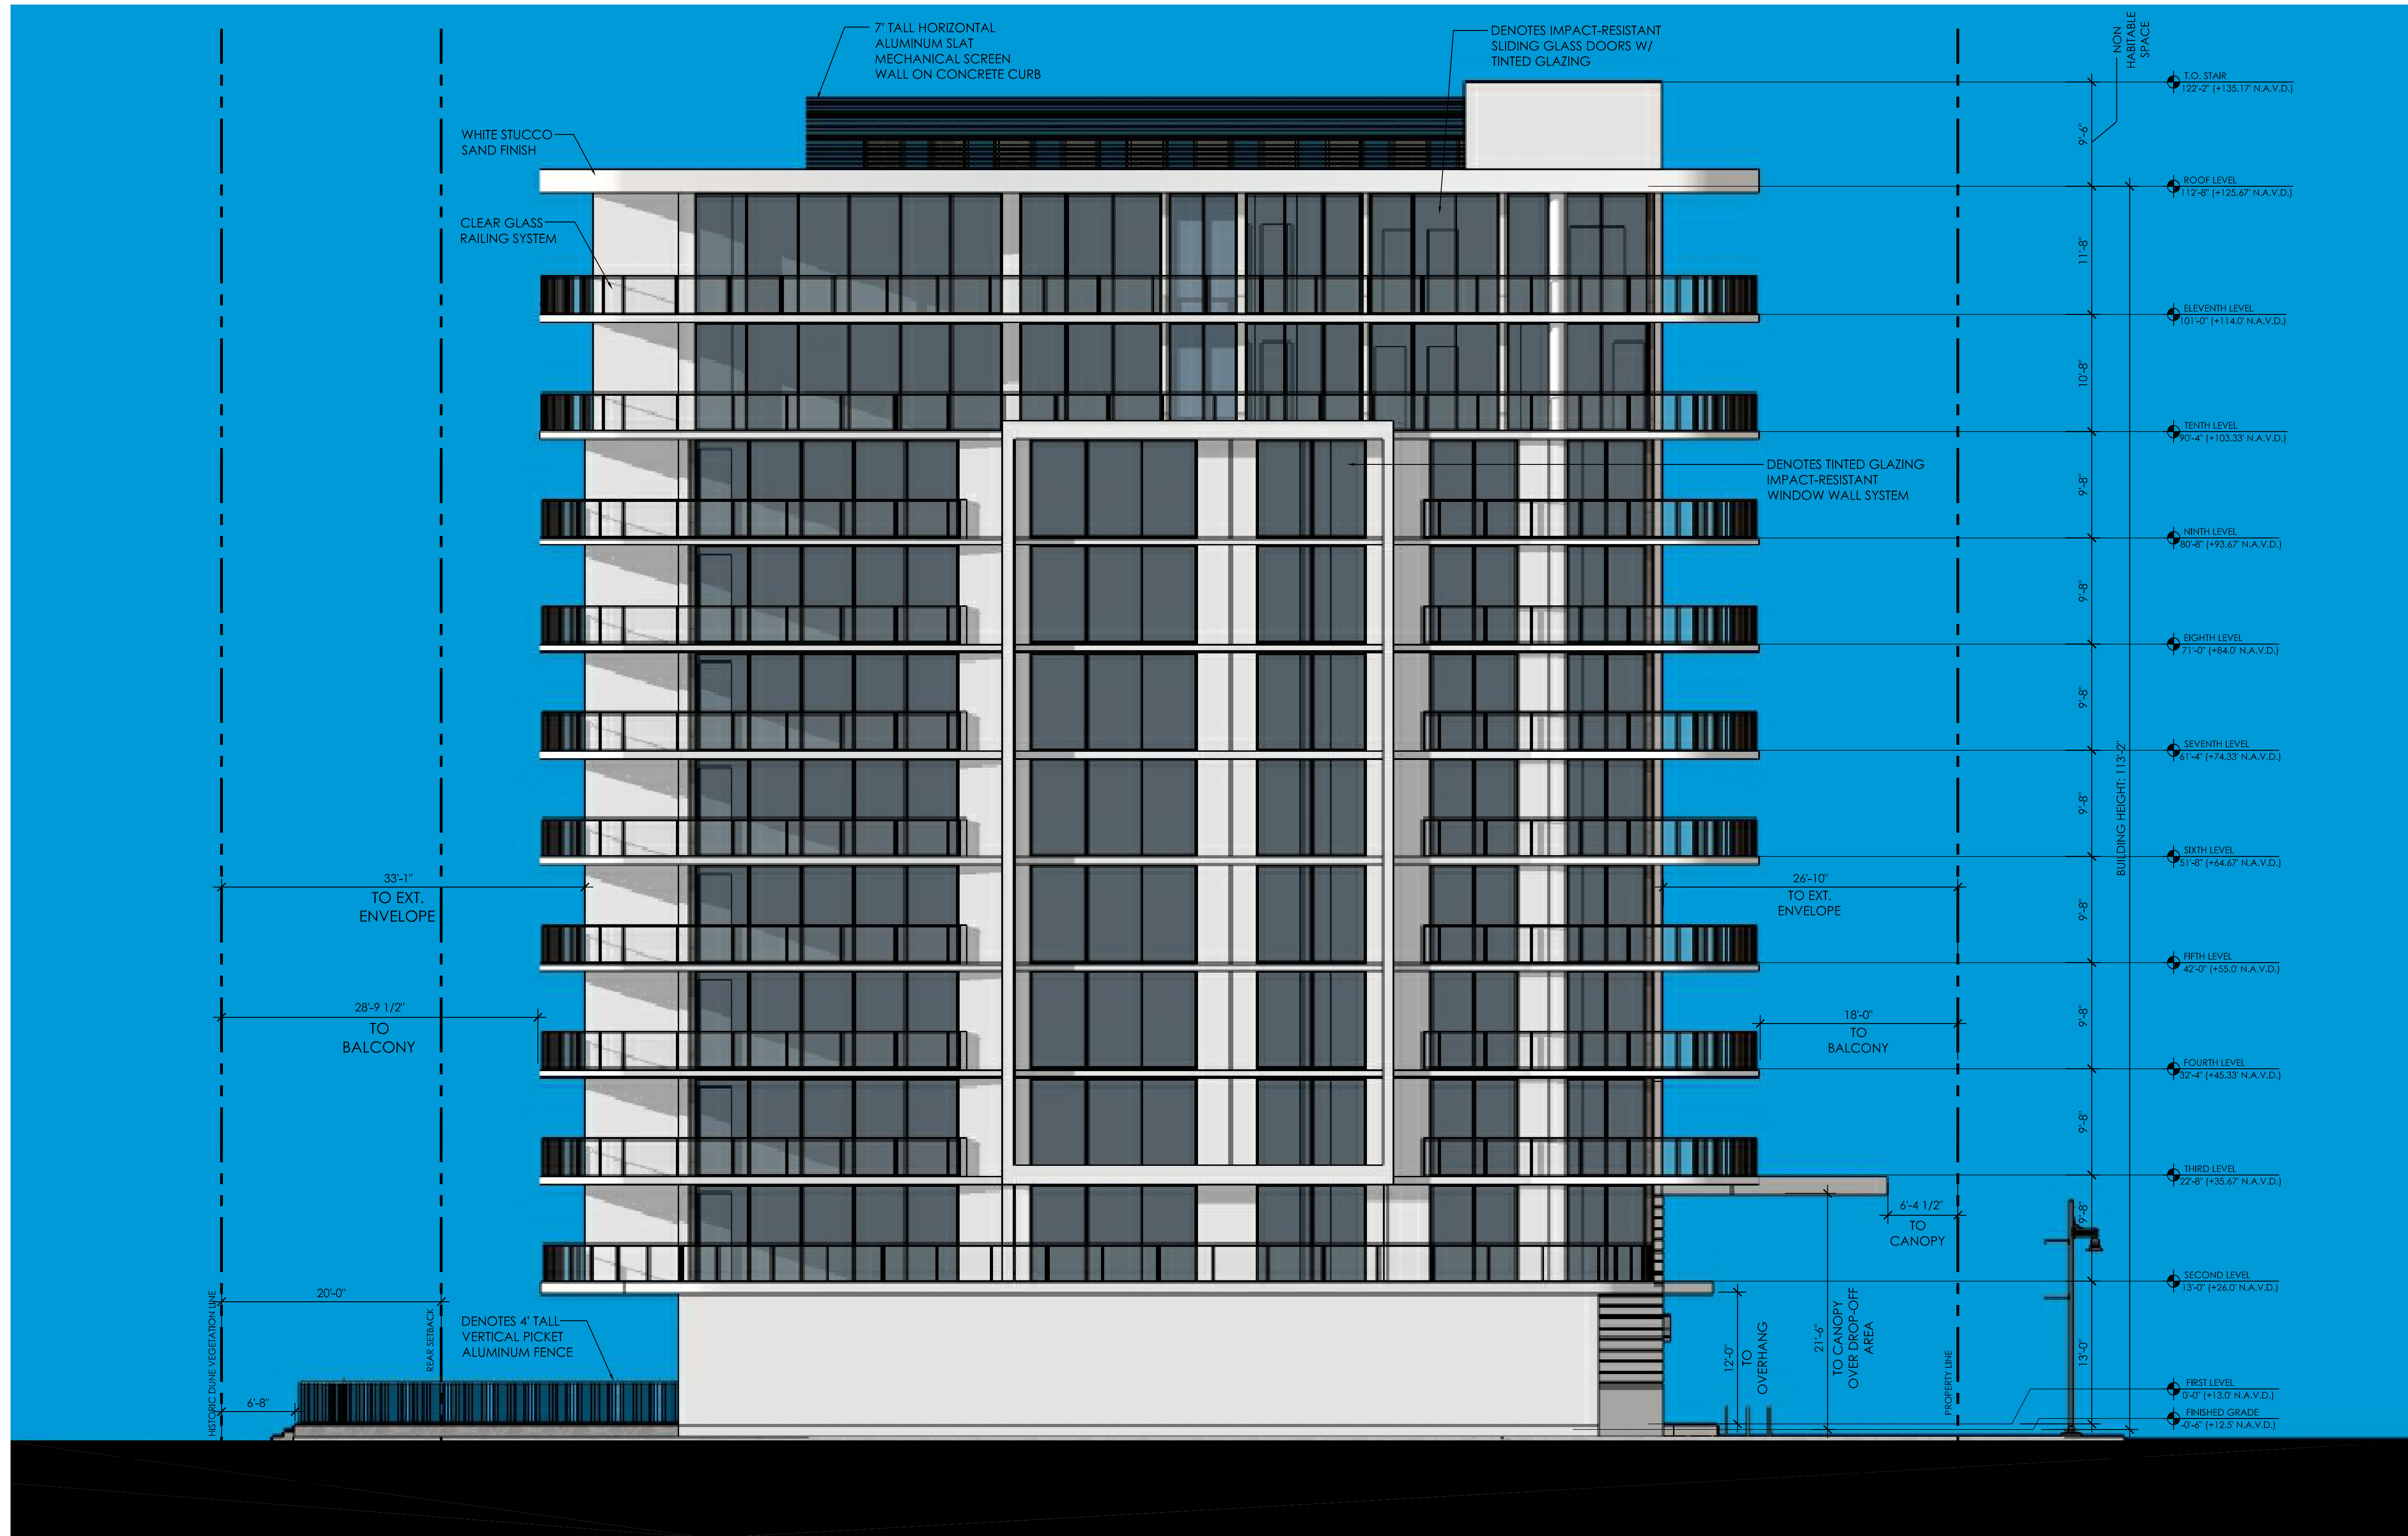 7' TALL HORIZONTAL
ALUMINUM SLAT
MECHANICAL SCREEN
WALL ON CONCRETE CURB
DENOTES IMPACT-RESISTANT
SLIDING GLASS DOORS W/
TINTED GLAZING
NON
HABITABLE
SPACE
WHITE STUCCO
SAND FINISH
CLEAR GLASS
RAILING SYSTEM
DENOTES TINTED GLAZING
IMPACT-RESISTANT
WINDOW WALL SYSTEM
T.O. STAIR
122'-2" (+135.17' N.A.V.D.)
9'-6"
ROOF LEVEL
112'-8" (+125.67' N.A.V.D.)
11'-8"
ELEVENTH LEVEL
101'-0" (+114.0' N.A.V.D.)
10'-8"
TENTH LEVEL
90'-4" (+103.33' N.A.V.D.)
9'-8"
NINTH LEVEL
80'-8" (+93.67' N.A.V.D.)
9'-8"
EIGHTH LEVEL
71'-0" (+84.0' N.A.V.D.)
9'-8"
SEVENTH LEVEL
61'-4" (+74.33' N.A.V.D.)
9'-8"
BUILDING HEIGHT: 113'-2"
SIXTH LEVEL
51'-8" (+64.67' N.A.V.D.)
9'-8"
FIFTH LEVEL
42'-0" (+55.0' N.A.V.D.)
9'-8"
FOURTH LEVEL
32'-4" (+45.33' N.A.V.D.)
9'-8"
THIRD LEVEL
22'-8" (+35.67' N.A.V.D.)
9'-8"
SECOND LEVEL
13'-0" (+26.0' N.A.V.D.)
13'-0"
FIRST LEVEL
0'-0" (+13.0' N.A.V.D.)
FINISHED GRADE
-0'-6" (+12.5' N.A.V.D.)
33'-1"
TO EXT.
ENVELOPE
26'-10"
TO EXT.
ENVELOPE
28'-9 1/2"
TO
BALCONY
18'-0"
TO
BALCONY
6'-4 1/2"
TO
CANOPY
20'-0"
HISTORIC DUNE VEGETATION LINE
REAR SETBACK
DENOTES 4' TALL
VERTICAL PICKET
ALUMINUM FENCE
6'-8"
12'-0"
TO
OVERHANG
21'-6"
TO CANOPY
OVER DROP-OFF
AREA
PROPERTY LINE